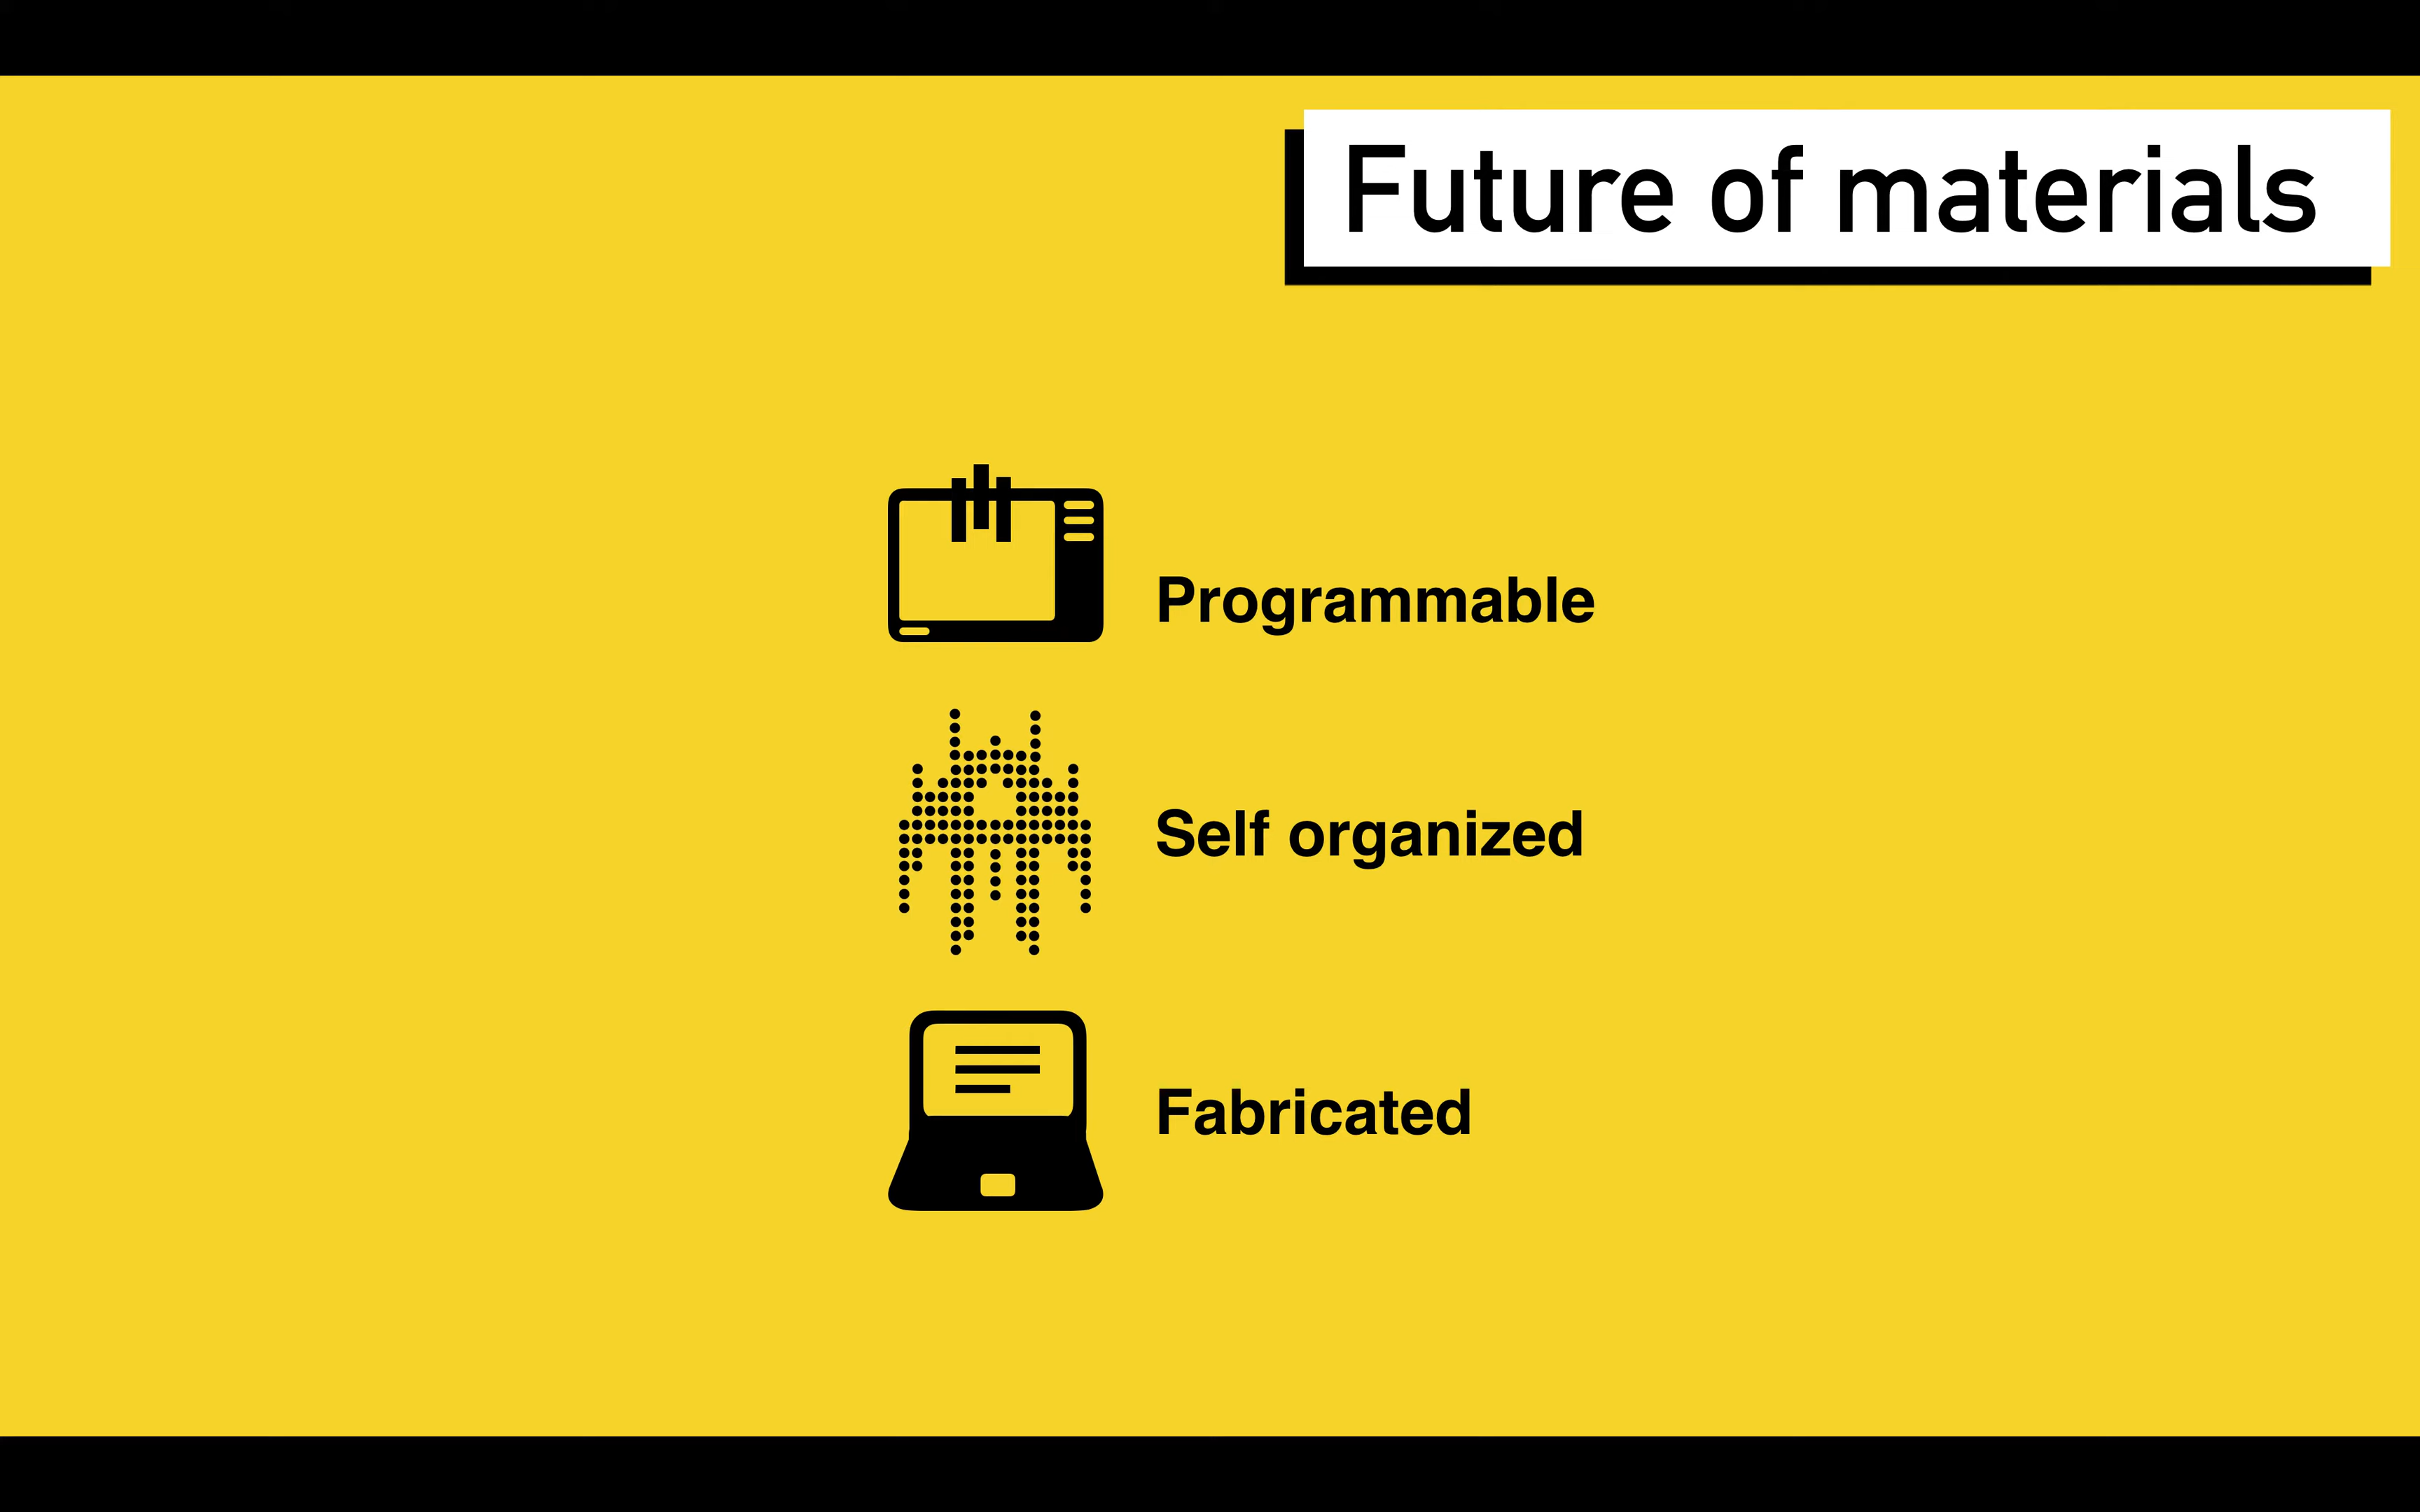 Future of materials
Programmable
Self organized
Fabricated